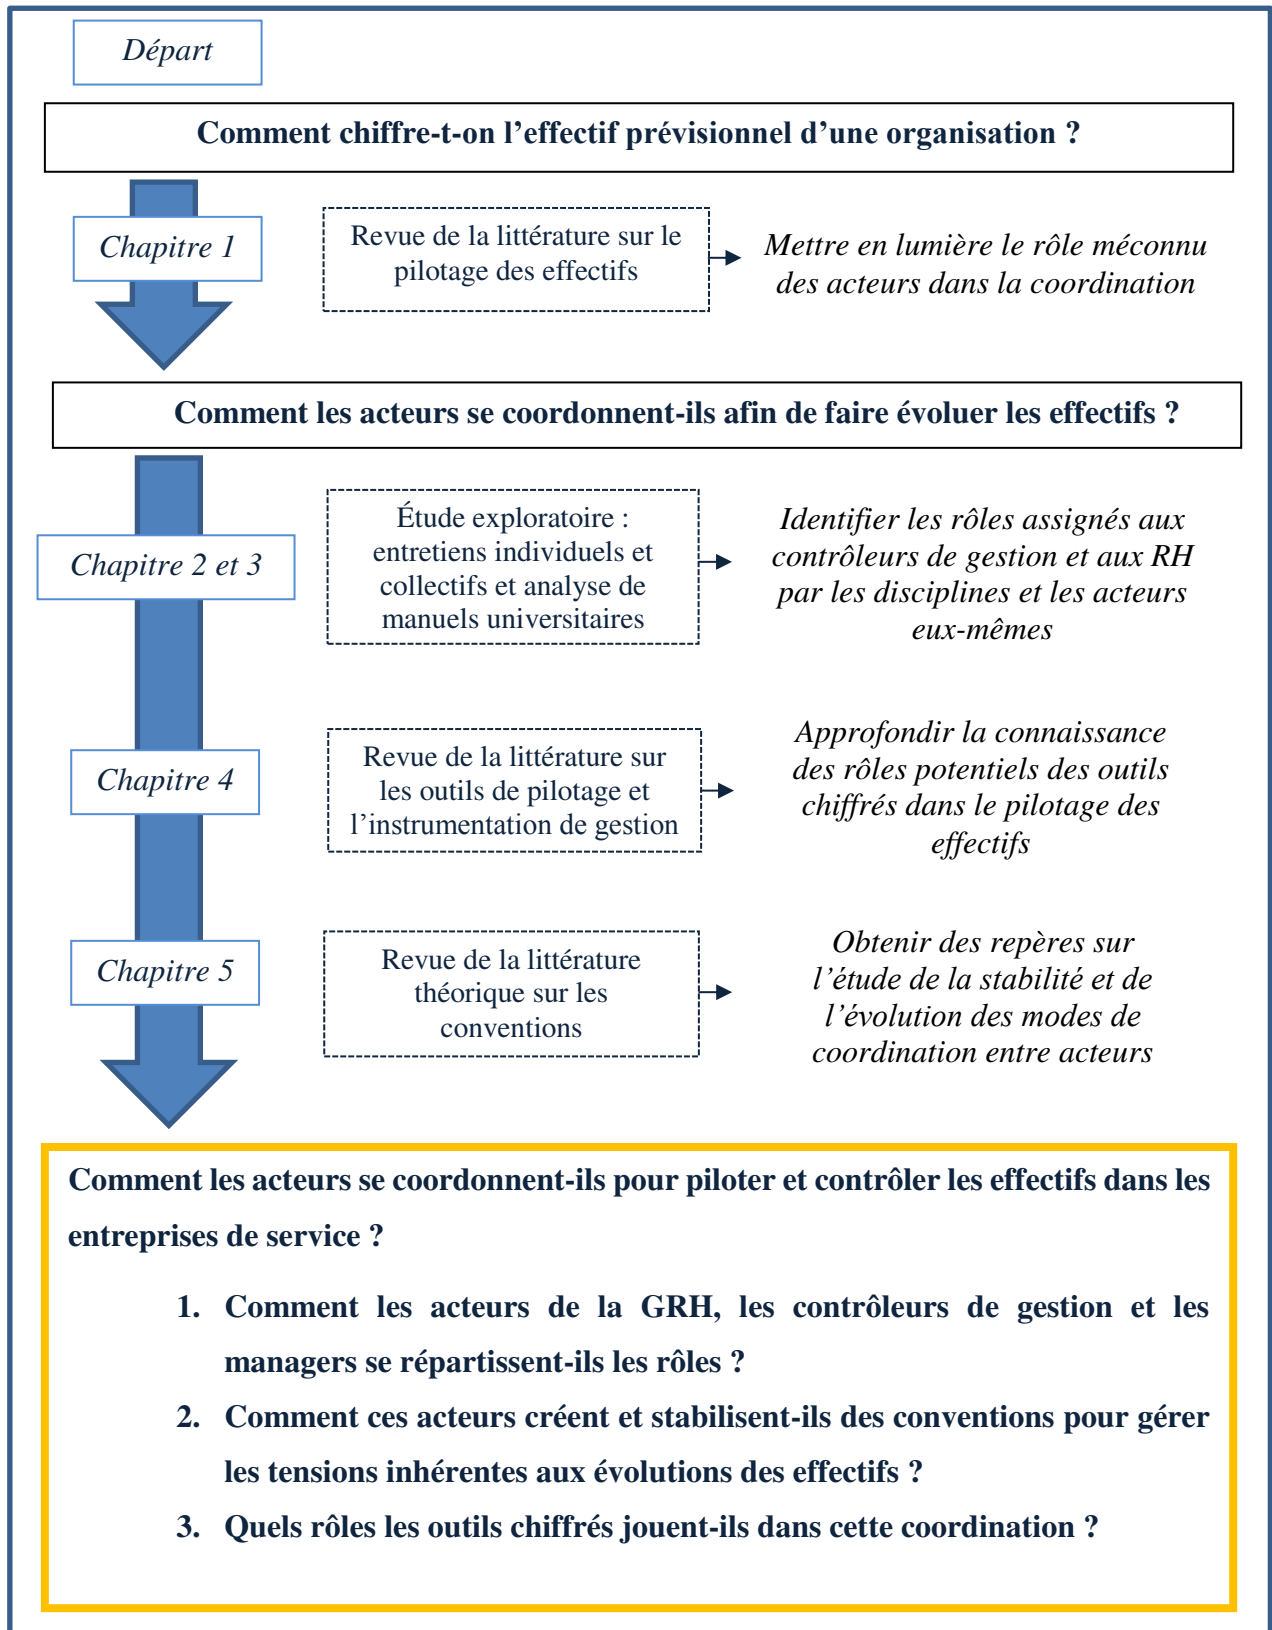 Départ
Comment chiffre-t-on l’effectif prévisionnel d’une organisation ?
Chapitre 1
Revue de la littérature sur le
pilotage des effectifs
Mettre en lumière le rôle méconnu
des acteurs dans la coordination
Comment les acteurs se coordonnent-ils afin de faire évoluer les effectifs ?
Chapitre 2 et 3
Étude exploratoire :
entretiens individuels et
collectifs et analyse de
manuels universitaires
Identifier les rôles assignés aux
contrôleurs de gestion et aux RH
par les disciplines et les acteurs
eux-mêmes
Chapitre 4
Revue de la littérature sur
les outils de pilotage et
l’instrumentation de gestion
Approfondir la connaissance
des rôles potentiels des outils
chiffrés dans le pilotage des
effectifs
Chapitre 5
Revue de la littérature
théorique sur les
conventions
Obtenir des repères sur
l’étude de la stabilité et de
l’évolution des modes de
coordination entre acteurs
Comment les acteurs se coordonnent-ils pour piloter et contrôler les effectifs dans les
entreprises de service ?
1. Comment les acteurs de la GRH, les contrôleurs de gestion et les
managers se répartissent-ils les rôles ?
2. Comment ces acteurs créent et stabilisent-ils des conventions pour gérer
les tensions inhérentes aux évolutions des effectifs ?
3. Quels rôles les outils chiffrés jouent-ils dans cette coordination ?